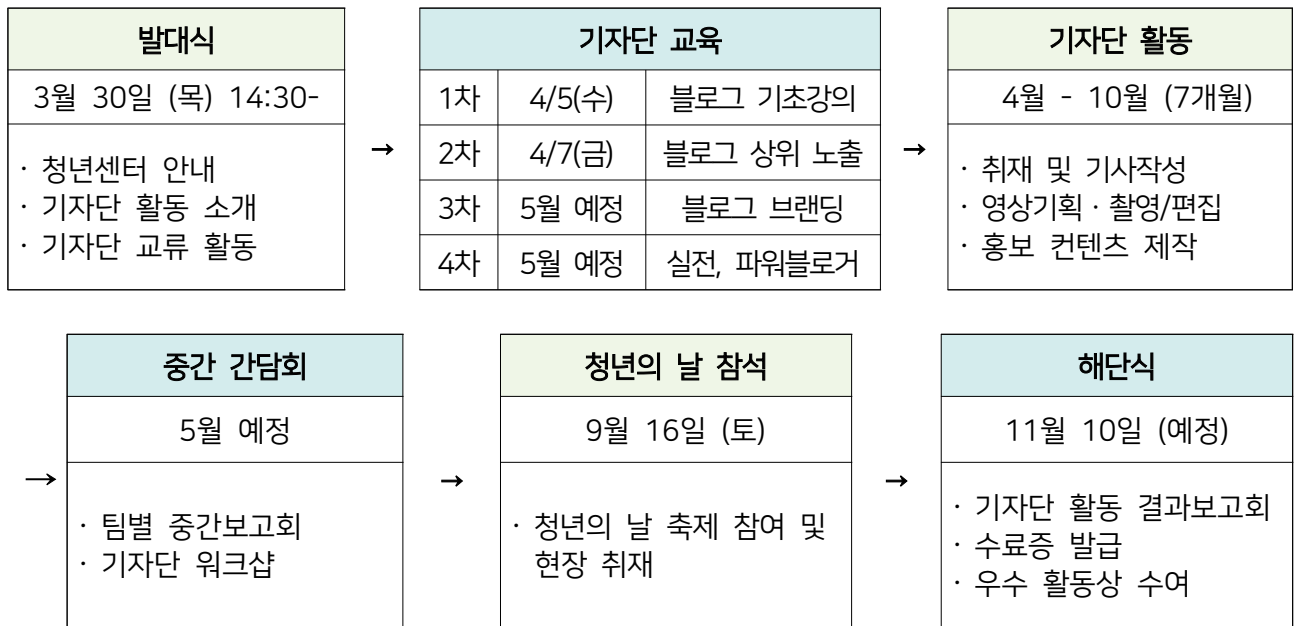 발대식
3월 30일 (목) 14:30-
· 청년센터 안내
· 기자단 활동 소개
· 기자단 교류 활동
→
기자단 교육
1차 4/5(수) 블로그 기초강의
2차 4/7(금) 블로그 상위 노출
3차 5월 예정 블로그 브랜딩
4차 5월 예정 실전, 파워블로거
→
기자단 활동
4월 - 10월 (7개월)
· 취재 및 기사작성
· 영상기획 · 촬영/편집
· 홍보 컨텐츠 제작
→
중간 간담회
5월 예정
· 팀별 중간보고회
· 기자단 워크샵
→
청년의 날 참석
9월 16일 (토)
· 청년의 날 축제 참여 및
현장 취재
→
해단식
11월 10일 (예정)
· 기자단 활동 결과보고회
· 수료증 발급
· 우수 활동상 수여